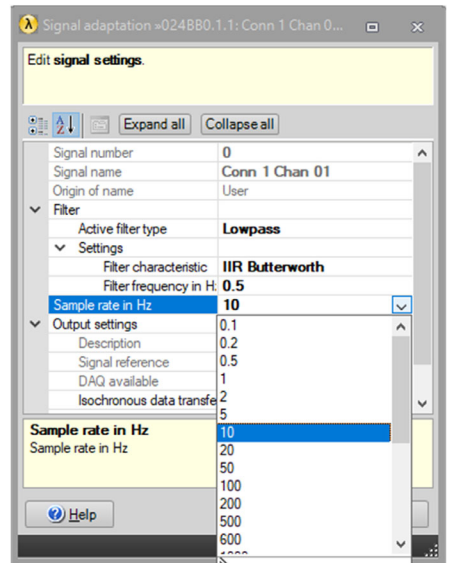 Signal adaptation »024BB0.1.1: Conn 1 Chan 0...
Edit signal settings.
Expand all Collapse all
Signal number 0
Signal name Conn 1 Chan 01
Origin of name User
Filter
Active filter type Lowpass
Settings
Filter characteristic IIR Butterworth
Filter frequency in H: 0.5
Sample rate in Hz 10
Output settings
Description
Signal reference
DAQ available
Isochronous data transfe
0.1
0.2
0.5
1
2
5
10
20
50
100
200
500
600
Sample rate in Hz
Sample rate in Hz
Help